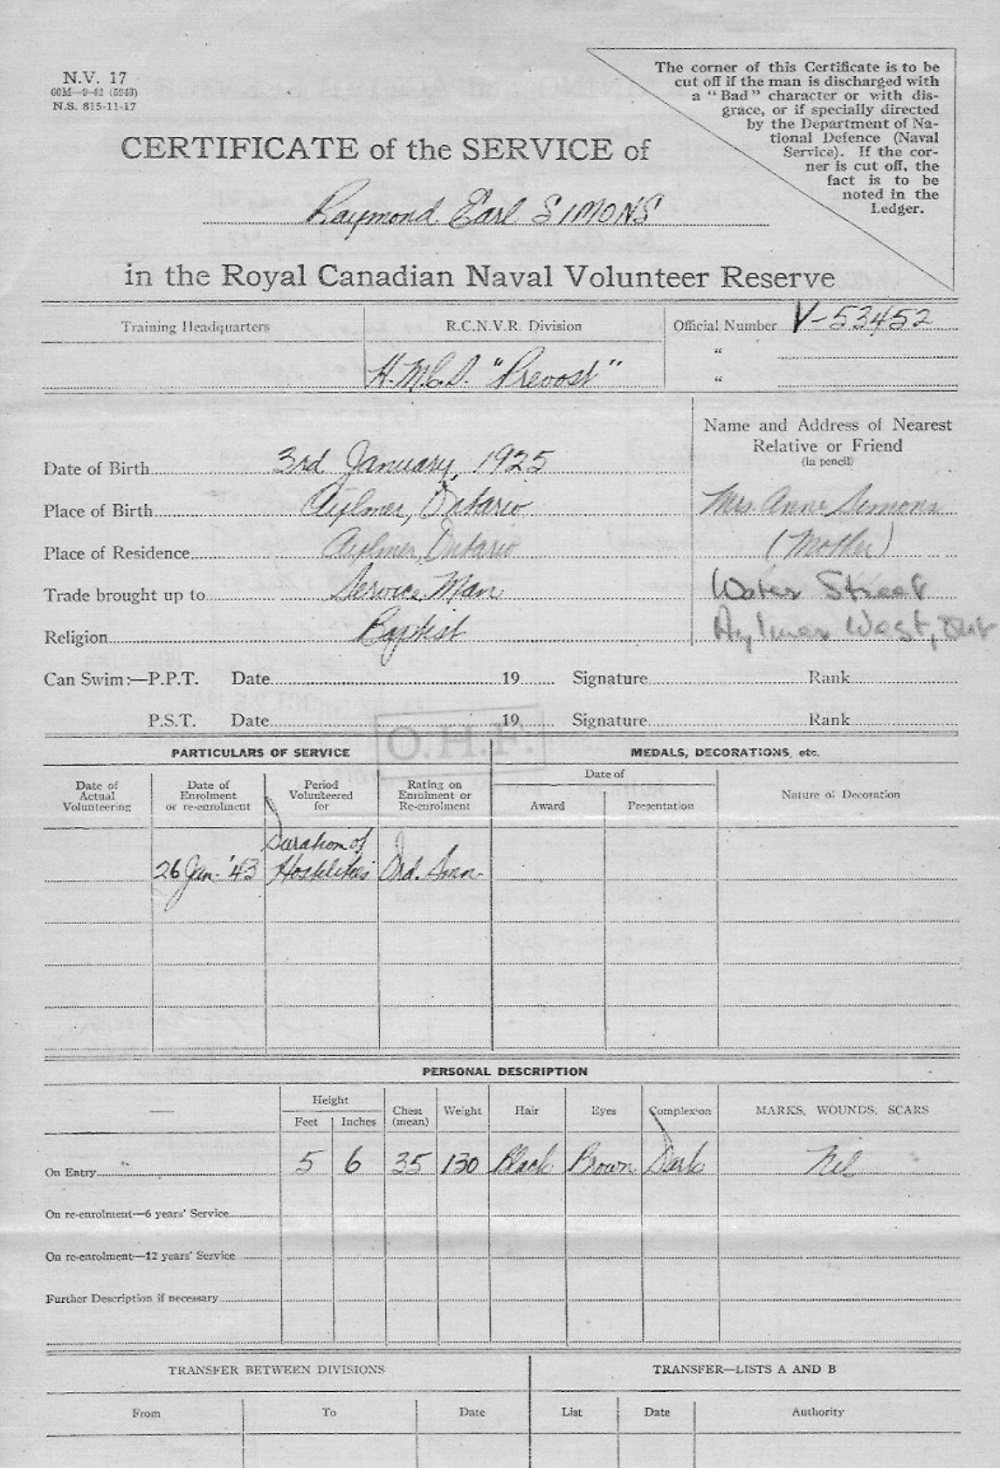 N.V. 17
60M—9-42 (5943)
N.S. 815-11-17
The corner of this Certificate is to be
cut off if the man is discharged with
a "Bad" character or with dis-
grace, or if specially directed
by the Department of Na-
tional Defence (Naval
Service). If the cor-
ner is cut off, the
fact is to be
noted in the
Ledger.
CERTIFICATE of the SERVICE of
Raymond Earl SIMONS
in the Royal Canadian Naval Volunteer Reserve
Training Headquarters R.C.N.V.R. Division Official Number V-53452
"
H.M.C.S. "Prevost" "
Name and Address of Nearest
Relative or Friend
(In pencil)
Date of Birth 3rd January, 1925
Place of Birth Aylmer, Ontario Mrs. Anne Simons
Place of Residence Aylmer, Ontario (Mother)
Trade brought up to Service Man Water Street
Religion Baptist Aylmer West, Ont
Can Swim:—P.P.T. Date 19 Signature Rank
P.S.T. Date 19 Signature Rank
O.H.F.
PARTICULARS OF SERVICE MEDALS, DECORATIONS, etc.
Date of
Actual
Volunteering
Date of
Enrolment
or re-enrolment
Period
Volunteered
for
Rating on
Enrolment or
Re-enrolment
Date of
Award Presentation
Nature of Decoration
26 Jan. '43 Duration of Hostilities Ord. Smn.
PERSONAL DESCRIPTION
Height
Feet Inches
Chest
(mean)
Weight Hair Eyes Complexion MARKS, WOUNDS, SCARS
On Entry 5 6 35 130 Black Brown Dark Nil
On re-enrolment—6 years' Service
On re-enrolment—12 years' Service
Further Description if necessary
TRANSFER BETWEEN DIVISIONS TRANSFER—LISTS A AND B
From To Date List Date Authority